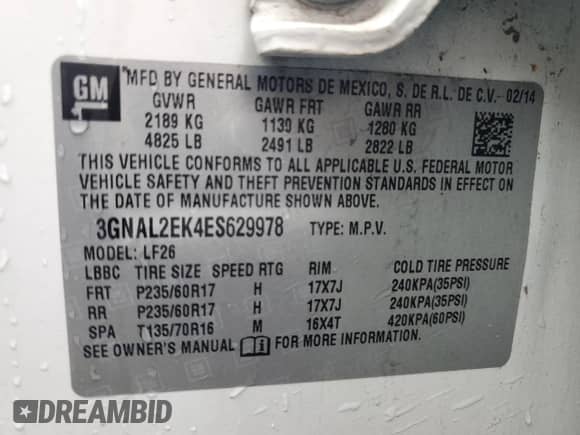 GM
MFD BY GENERAL MOTORS DE MEXICO, S. DE R.L. DE C.V.- 02/14
GVWR GAWR FRT GAWR RR
2189 KG 1130 KG 1280 KG
4825 LB 2491 LB 2822 LB
THIS VEHICLE CONFORMS TO ALL APPLICABLE U.S. FEDERAL MOTOR
VEHICLE SAFETY AND THEFT PREVENTION STANDARDS IN EFFECT ON
THE DATE OF MANUFACTURE SHOWN ABOVE.
3GNAL2EK4ES629978 TYPE: M.P.V.
MODEL: LF26
LBBC TIRE SIZE SPEED RTG RIM COLD TIRE PRESSURE
FRT P235/60R17 H 17X7J 240KPA(35PSI)
RR P235/60R17 H 17X7J 240KPA(35PSI)
SPA T135/70R16 M 16X4T 420KPA(60PSI)
SEE OWNER'S MANUAL FOR MORE INFORMATION.
DREAMBID